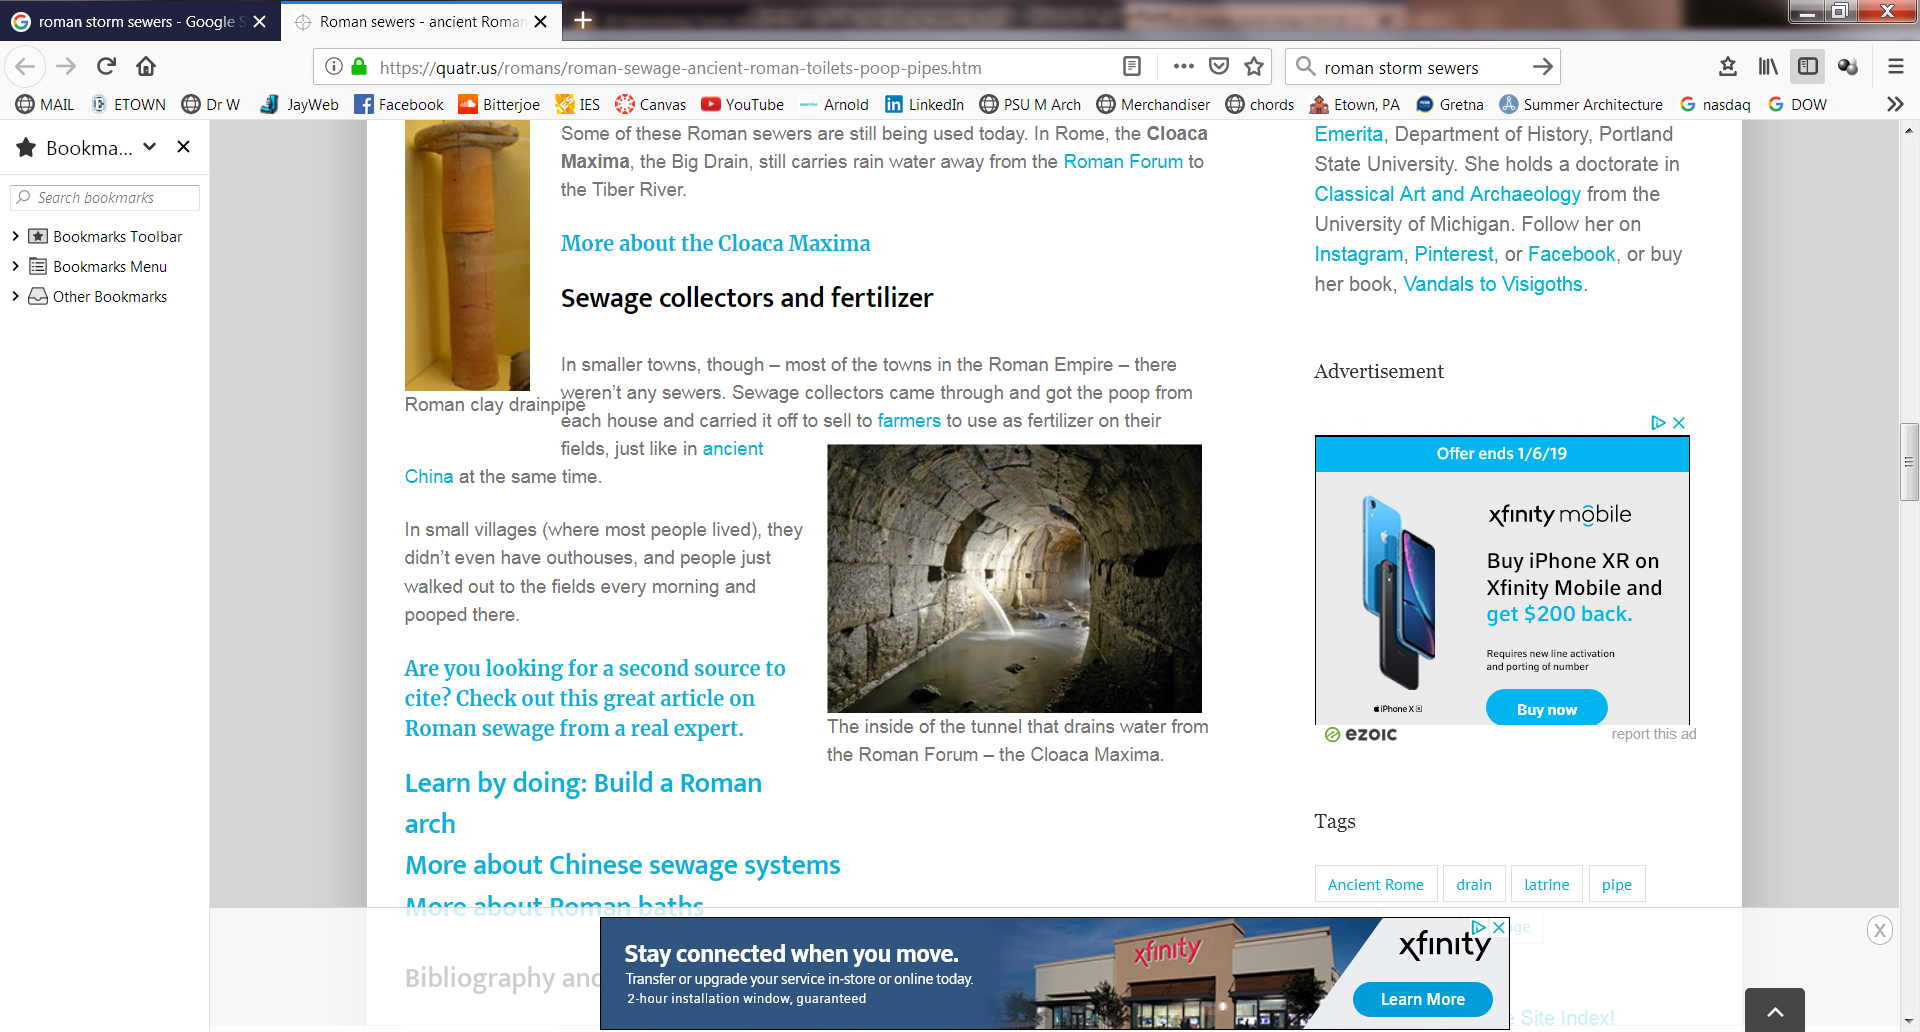 roman storm sewers - Google S
Roman sewers - ancient Roman
https://quatr.us/romans/roman-sewage-ancient-roman-toilets-poop-pipes.htm
roman storm sewers
MAIL ETOWN Dr W JayWeb Facebook Bitterjoe IES Canvas YouTube Arnold LinkedIn PSU M Arch Merchandiser chords Etown, PA Gretna Summer Architecture nasdaq DOW
Bookma...
Search bookmarks
Bookmarks Toolbar
Bookmarks Menu
Other Bookmarks
Some of these Roman sewers are still being used today. In Rome, the Cloaca
Maxima, the Big Drain, still carries rain water away from the Roman Forum to
the Tiber River.
More about the Cloaca Maxima
Sewage collectors and fertilizer
Roman clay drainpipe
In smaller towns, though – most of the towns in the Roman Empire – there
weren't any sewers. Sewage collectors came through and got the poop from
each house and carried it off to sell to farmers to use as fertilizer on their
fields, just like in ancient
China at the same time.
In small villages (where most people lived), they
didn't even have outhouses, and people just
walked out to the fields every morning and
pooped there.
The inside of the tunnel that drains water from
the Roman Forum – the Cloaca Maxima.
Are you looking for a second source to
cite? Check out this great article on
Roman sewage from a real expert.
Learn by doing: Build a Roman
arch
More about Chinese sewage systems
More about Roman baths
Bibliography and
Emerita, Department of History, Portland
State University. She holds a doctorate in
Classical Art and Archaeology from the
University of Michigan. Follow her on
Instagram, Pinterest, or Facebook, or buy
her book, Vandals to Visigoths.
Advertisement
Offer ends 1/6/19
xfinity mobile
Buy iPhone XR on
Xfinity Mobile and
get $200 back.
Requires new line activation
and porting of number
iPhone XR
Buy now
ezoic
report this ad
Tags
Ancient Rome drain latrine pipe
ge
Stay connected when you move.
Transfer or upgrade your service in-store or online today.
2-hour installation window, guaranteed
xfinity
xfinity
Learn More
Site Index!
X